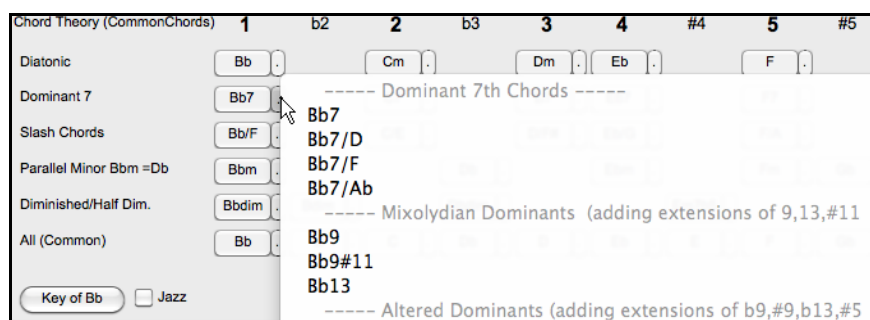 Chord Theory (CommonChords) 1 b2 2 b3 3 4 #4 5 #5
Diatonic Bb . Cm . Dm . Eb . F .
----- Dominant 7th Chords -----
Dominant 7 Bb7
Bb7
Slash Chords Bb/F
Bb7/D
Bb7/F
Parallel Minor Bbm =Db Bbm
Bb7/Ab
Diminished/Half Dim. Bbdim
----- Mixolydian Dominants (adding extensions of 9,13,#11
All (Common) Bb
Bb9
Bb9#11
Bb13
Key of Bb Jazz
----- Altered Dominants (adding extensions of b9,#9,b13,#5